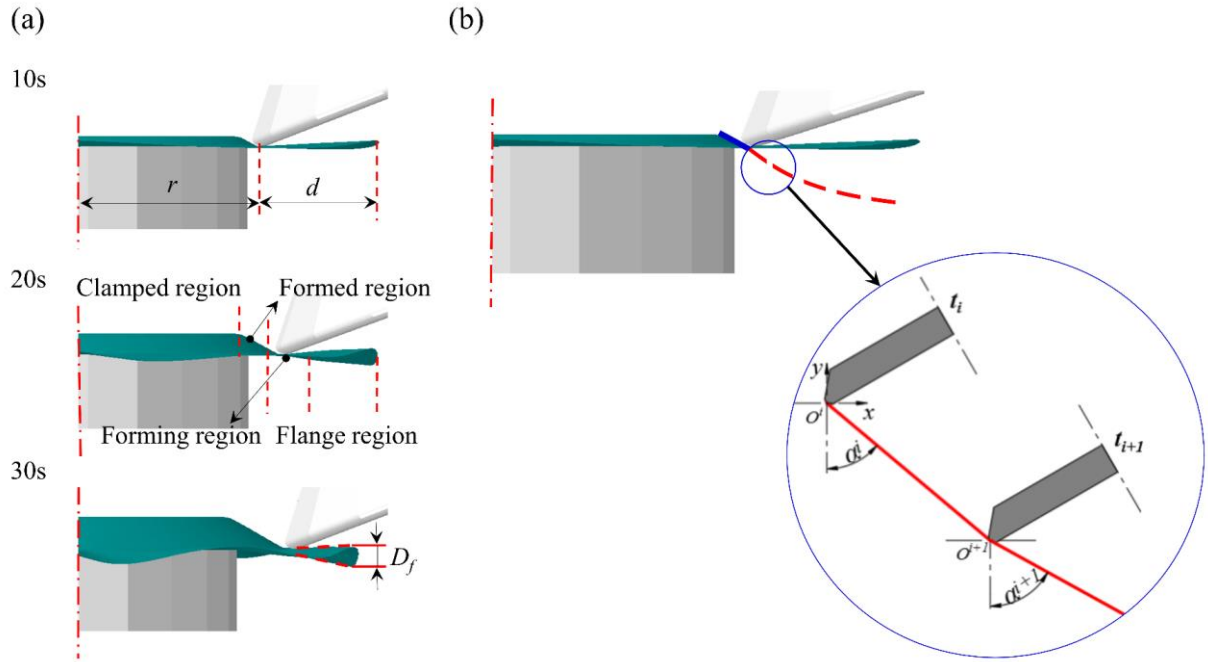 (a)
(b)
10s
r
d
20s
Clamped region
Formed region
Forming region
Flange region
30s
D_f
t_i
y
x
O^i
α^i
t_{i+1}
O^{i+1}
α^{i+1}